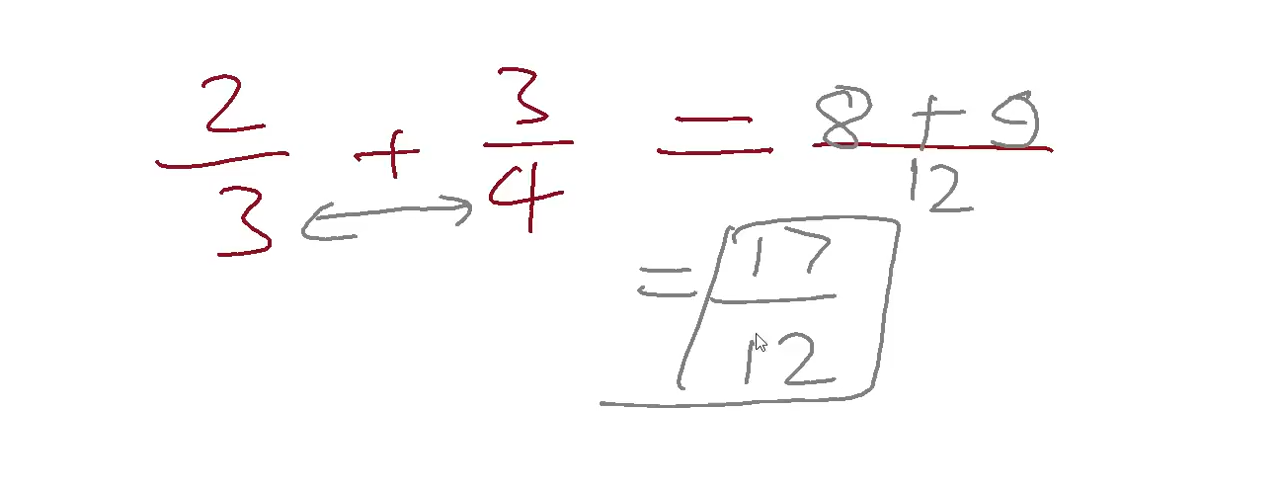 2/3 + 3/4 = (8 + 9)/12
= 17/12